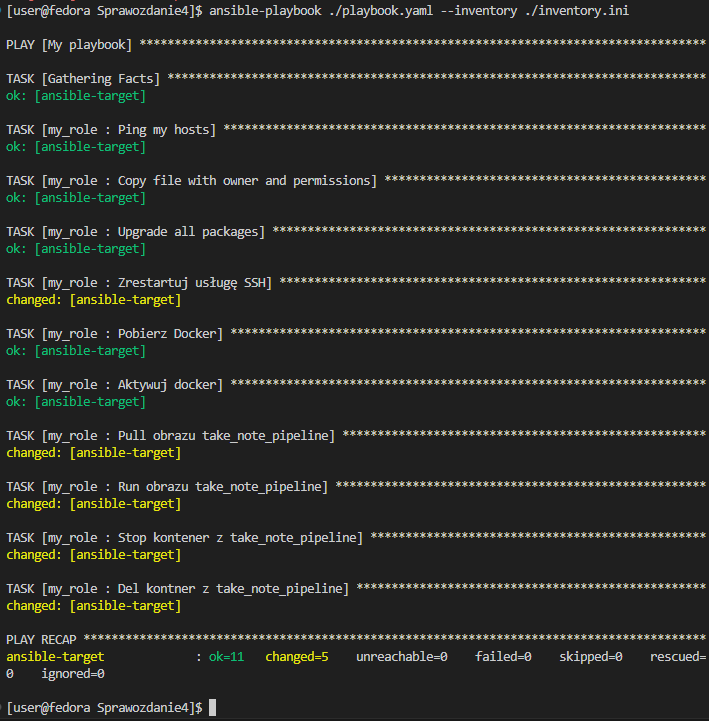 [user@fedora Sprawozdanie4]$ ansible-playbook ./playbook.yaml --inventory ./inventory.ini
PLAY [My playbook] *********************************************************************************
TASK [Gathering Facts] *****************************************************************************
ok: [ansible-target]
TASK [my_role : Ping my hosts] *********************************************************************
ok: [ansible-target]
TASK [my_role : Copy file with owner and permissions] **********************************************
ok: [ansible-target]
TASK [my_role : Upgrade all packages] **************************************************************
ok: [ansible-target]
TASK [my_role : Zrestartuj usługę SSH] *************************************************************
changed: [ansible-target]
TASK [my_role : Pobierz Docker] ********************************************************************
ok: [ansible-target]
TASK [my_role : Aktywuj docker] ********************************************************************
ok: [ansible-target]
TASK [my_role : Pull obrazu take_note_pipeline] ****************************************************
changed: [ansible-target]
TASK [my_role : Run obrazu take_note_pipeline] *****************************************************
changed: [ansible-target]
TASK [my_role : Stop kontener z take_note_pipeline] ************************************************
changed: [ansible-target]
TASK [my_role : Del kontner z take_note_pipeline] **************************************************
changed: [ansible-target]
PLAY RECAP *****************************************************************************************
ansible-target             : ok=11   changed=5    unreachable=0    failed=0    skipped=0    rescued=
0    ignored=0
[user@fedora Sprawozdanie4]$